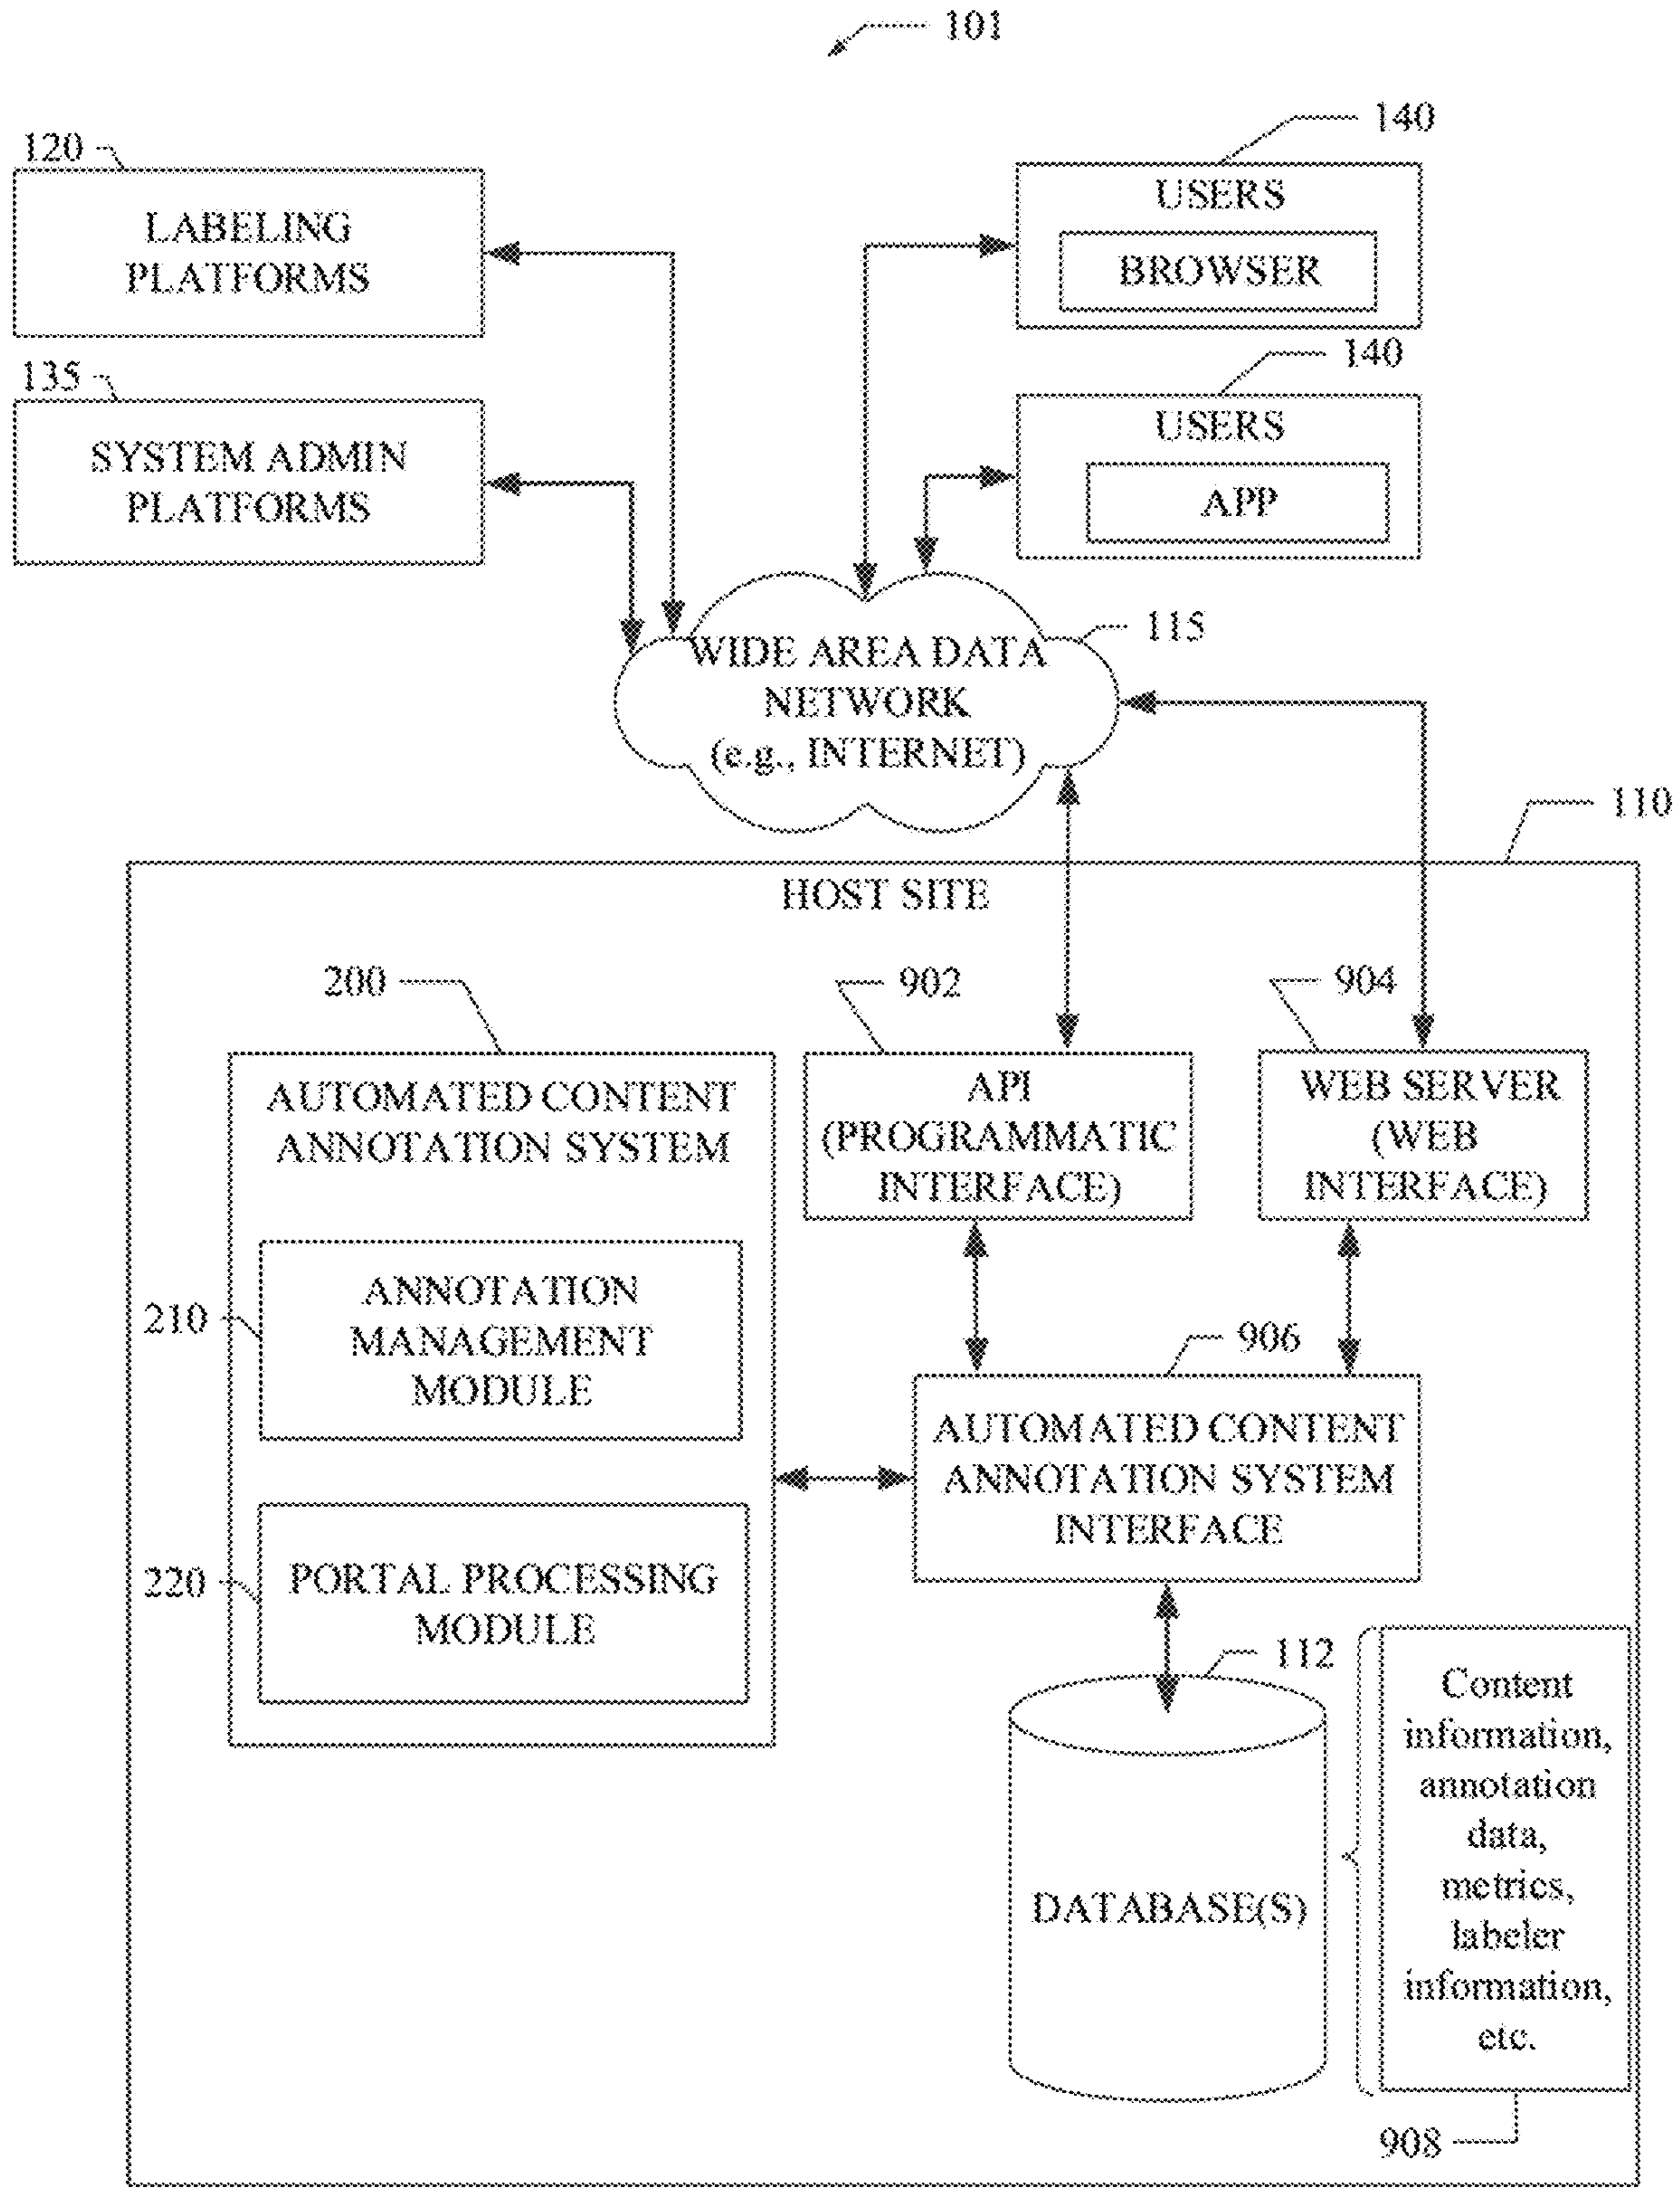 101
120
LABELING
PLATFORMS
140
USERS
BROWSER
135
SYSTEM ADMIN
PLATFORMS
140
USERS
APP
WIDE AREA DATA
NETWORK
(e.g., INTERNET)
115
110
HOST SITE
200
AUTOMATED CONTENT
ANNOTATION SYSTEM
210
ANNOTATION
MANAGEMENT
MODULE
220
PORTAL PROCESSING
MODULE
902
API
(PROGRAMMATIC
INTERFACE)
904
WEB SERVER
(WEB
INTERFACE)
906
AUTOMATED CONTENT
ANNOTATION SYSTEM
INTERFACE
112
DATABASE(S)
Content
information,
annotation
data,
metrics,
labeler
information,
etc.
908